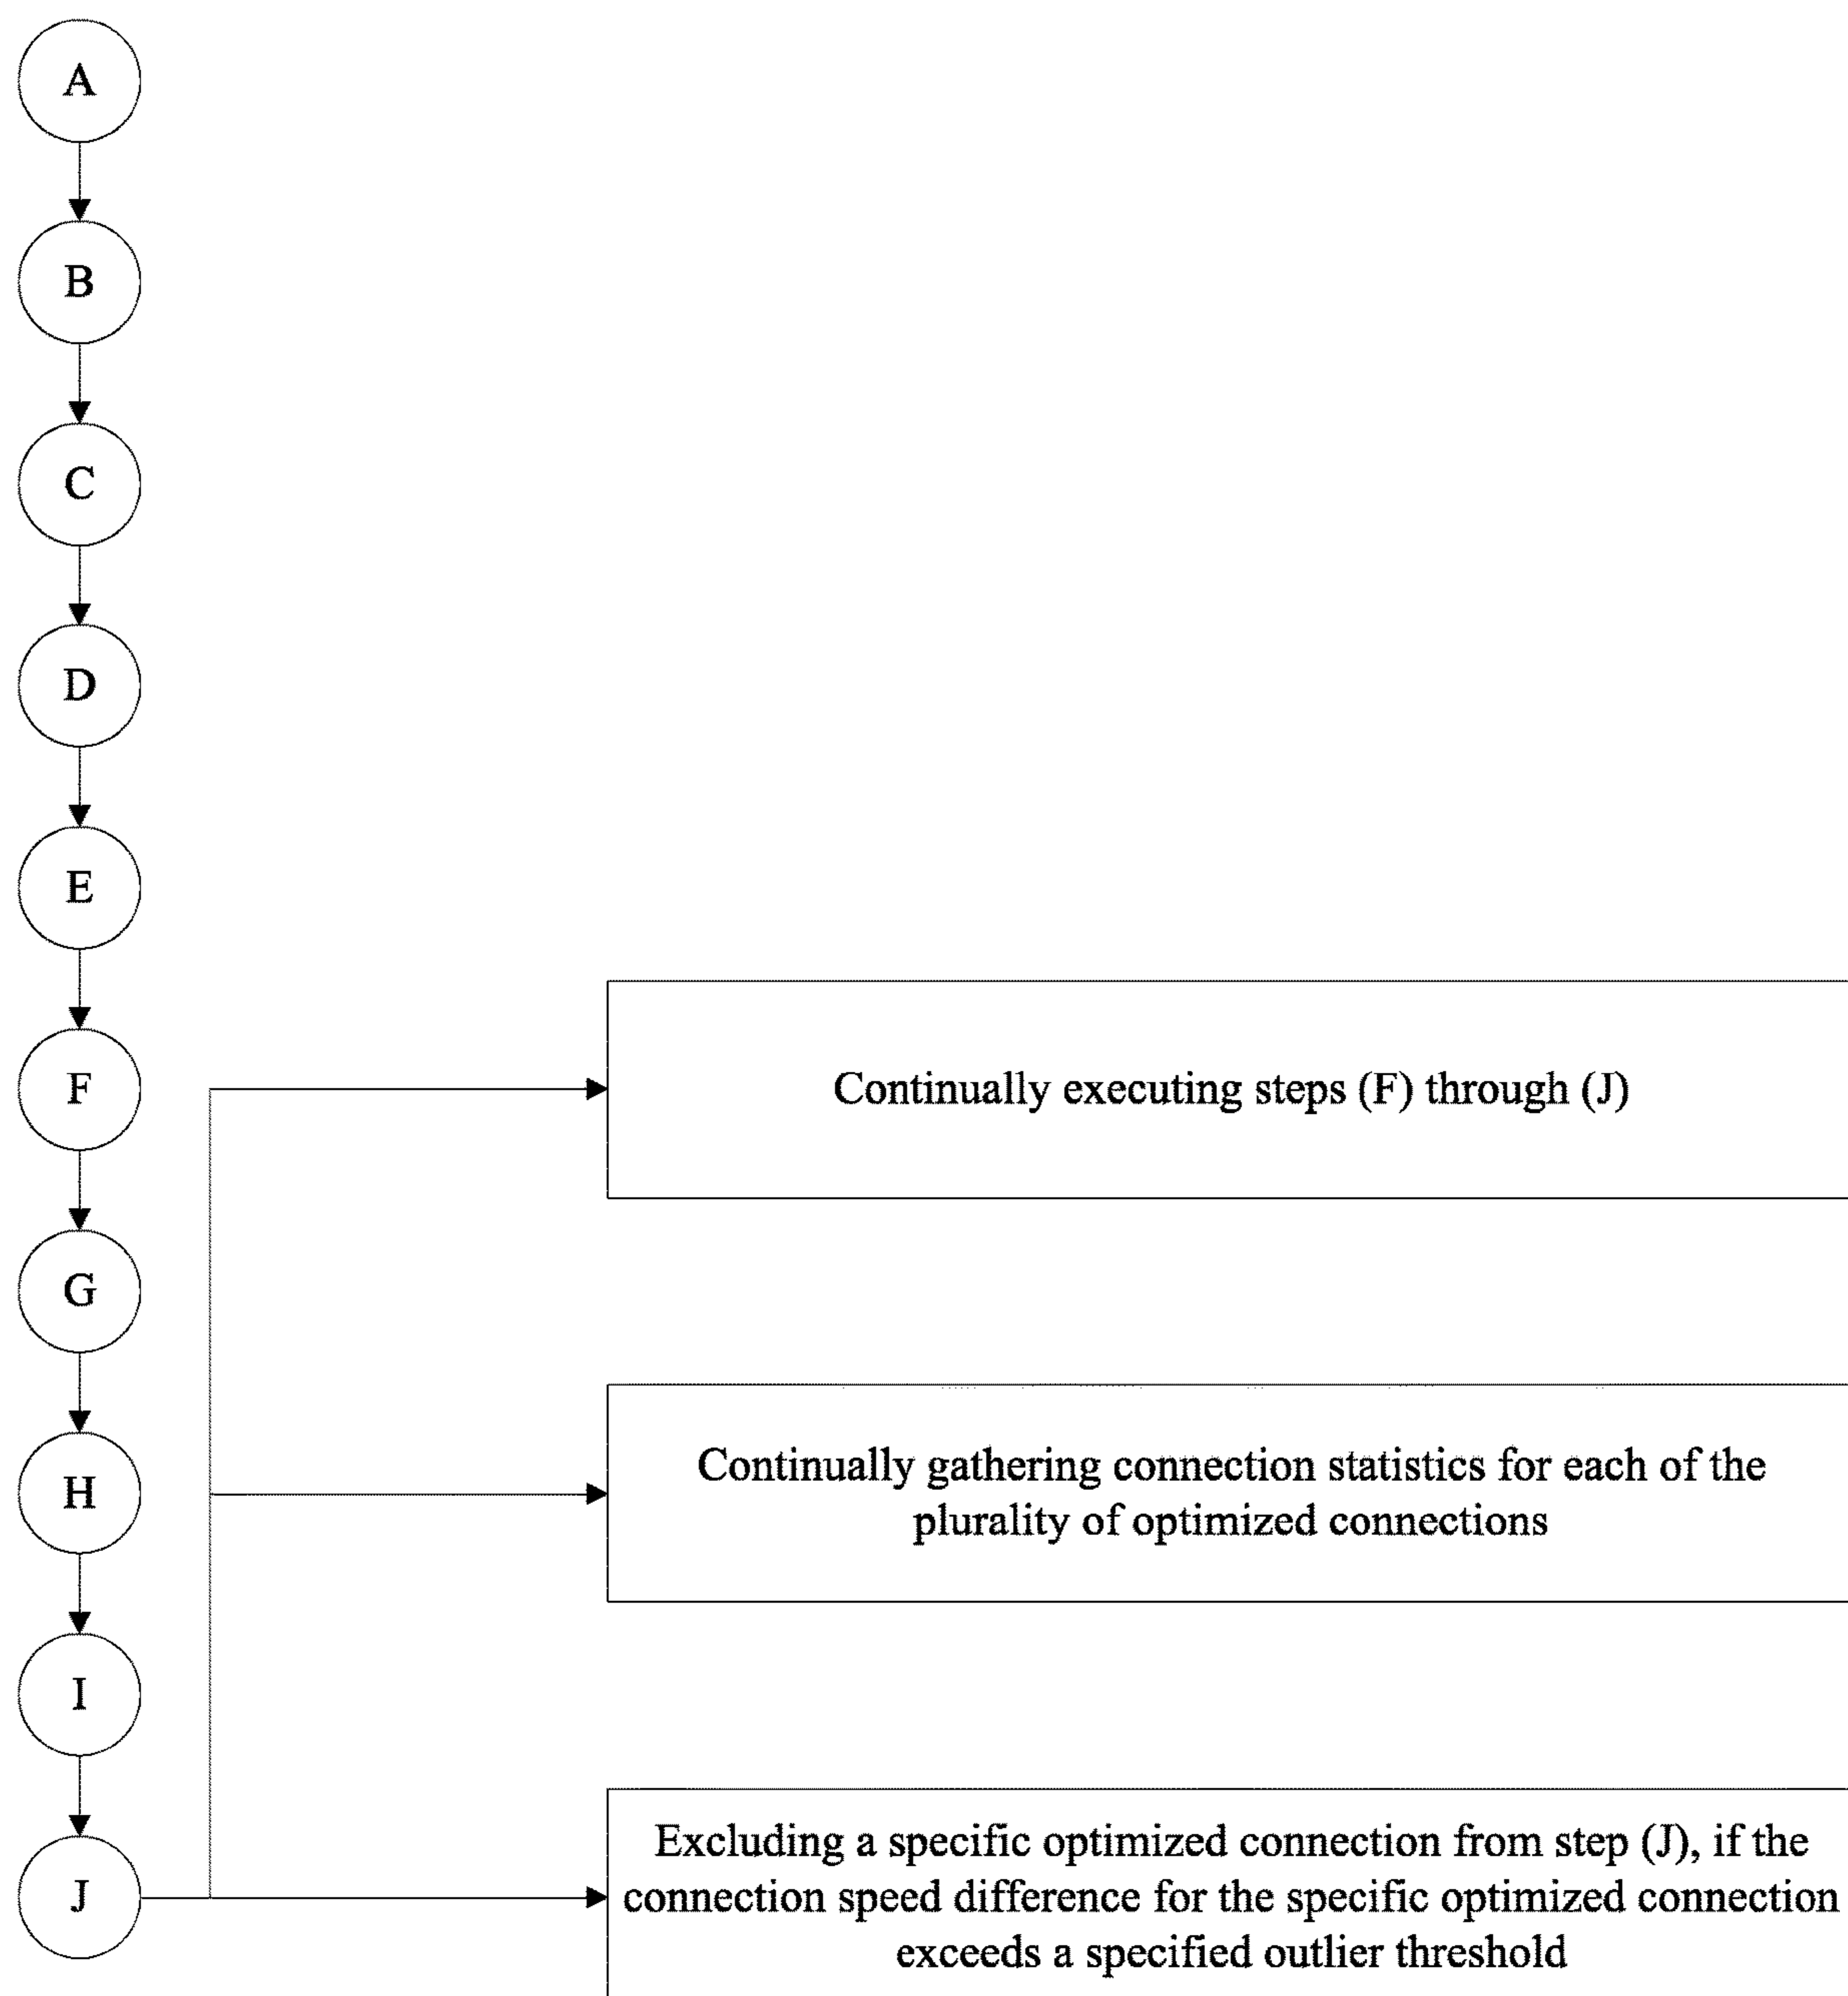 A
B
C
D
E
F
Continually executing steps (F) through (J)
G
H
Continually gathering connection statistics for each of the
plurality of optimized connections
I
J
Excluding a specific optimized connection from step (J), if the
connection speed difference for the specific optimized connection
exceeds a specified outlier threshold